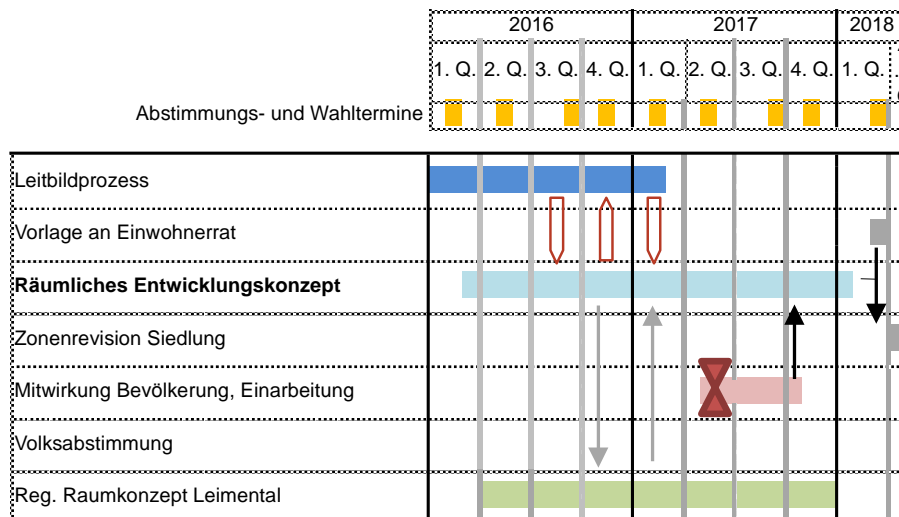 2016 2017 2018
1. Q. 2. Q. 3. Q. 4. Q. 1. Q. 2. Q. 3. Q. 4. Q. 1. Q.
Abstimmungs- und Wahltermine
Leitbildprozess
Vorlage an Einwohnerrat
Räumliches Entwicklungskonzept
Zonenrevision Siedlung
Mitwirkung Bevölkerung, Einarbeitung
Volksabstimmung
Reg. Raumkonzept Leimental